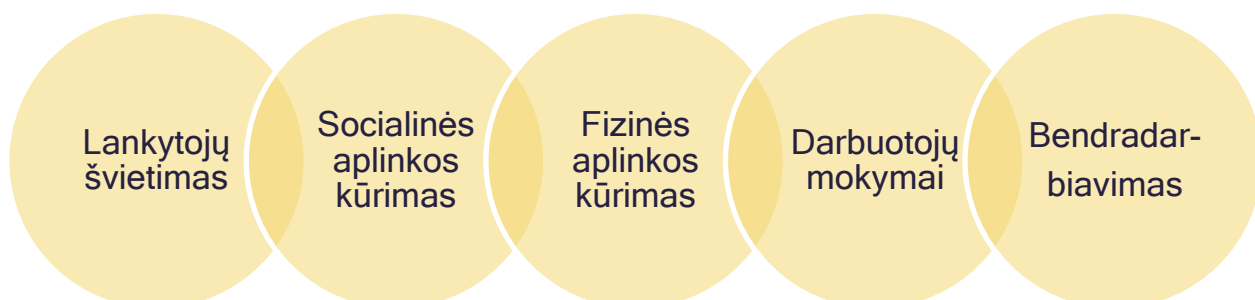 Lankytojų
švietimas
Socialinės
aplinkos
kūrimas
Fizinės
aplinkos
kūrimas
Darbuotojų
mokymai
Bendradar-
biavimas